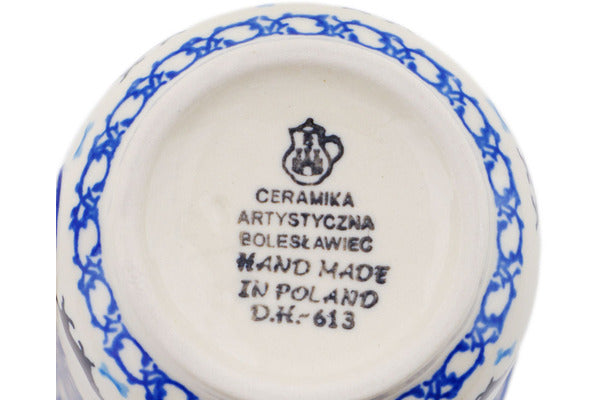 CERAMIKA
ARTYSTYCZNA
BOLESŁAWIEC
HAND MADE
IN POLAND
D.H.-613